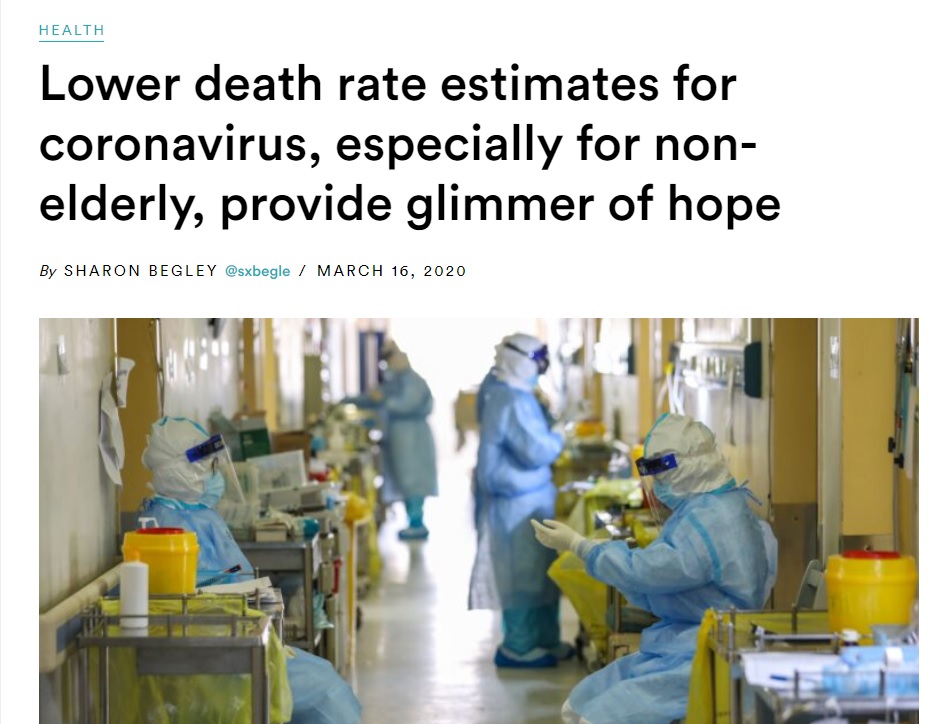 HEALTH
Lower death rate estimates for
coronavirus, especially for non-
elderly, provide glimmer of hope
By SHARON BEGLEY @sxbegle / MARCH 16, 2020